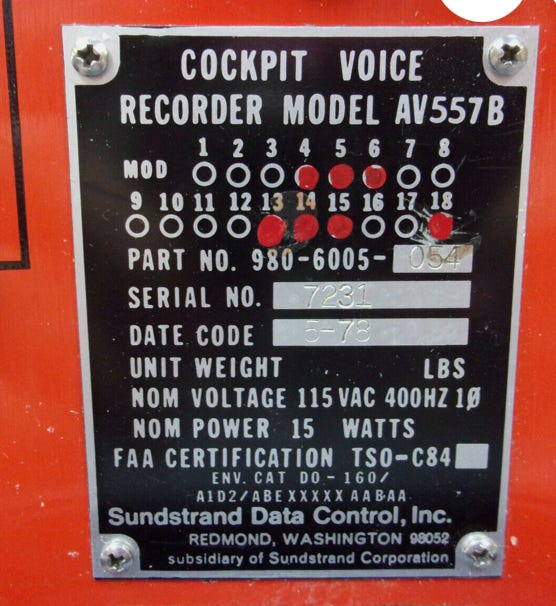 COCKPIT VOICE
RECORDER MODEL AV557B
1 2 3 4 5 6 7 8
MOD
9 10 11 12 13 14 15 16 17 18
PART NO. 980-6005- 054
SERIAL NO. 7231
DATE CODE 5-78
UNIT WEIGHT LBS
NOM VOLTAGE 115 VAC 400HZ 1Ø
NOM POWER 15 WATTS
FAA CERTIFICATION TSO-C84
ENV. CAT DO-160/
A1D2/ABEXXXXXAABAA
Sundstrand Data Control, Inc.
REDMOND, WASHINGTON 98052
subsidiary of Sundstrand Corporation